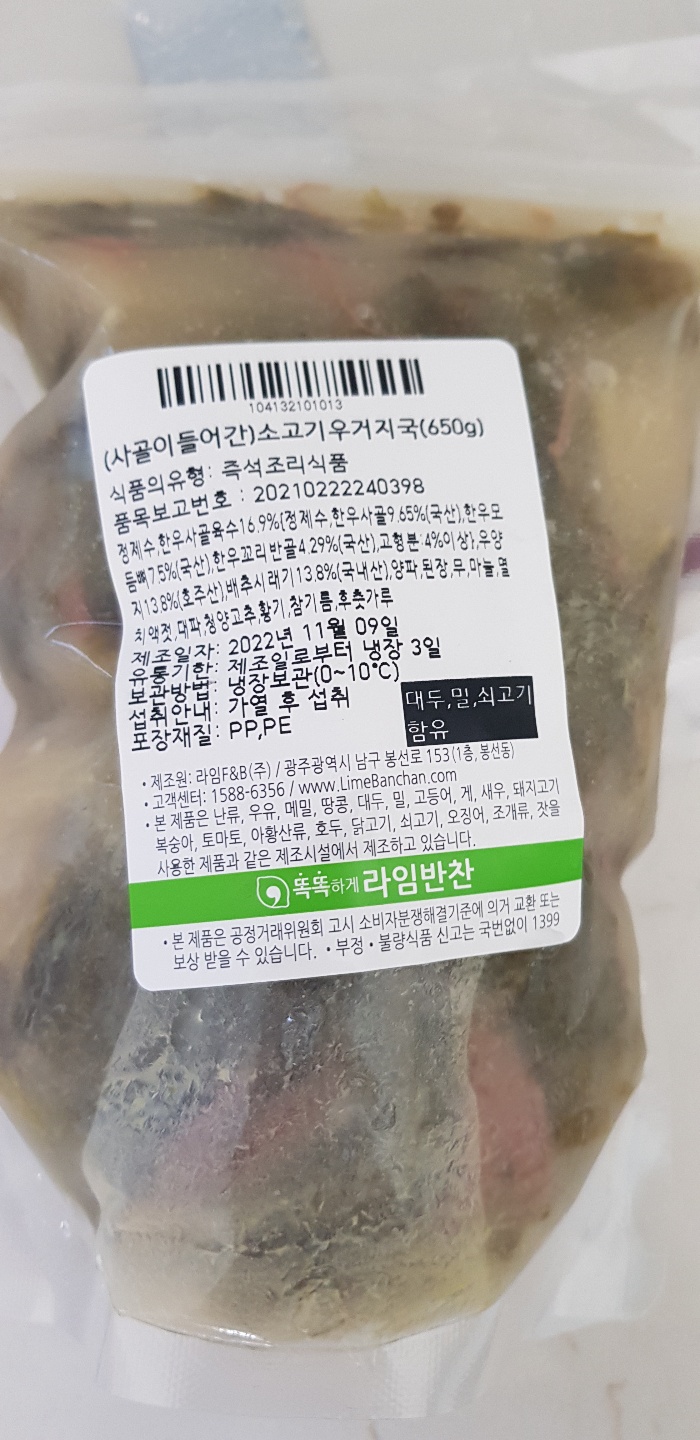 104132101013
(사골이들어간)소고기우거지국(650g)
식품의유형: 즉석조리식품
품목보고번호 : 20210222240398
정제수,한우사골육수16.9%{정제수,한우사골9.65%(국산),한우모
듬뼈7.5%(국산),한우꼬리반골4.29%(국산),고형분:4%이상},우양
지13.8%(호주산),배추시래기13.8%(국내산),양파,된장,무,마늘,멸
치액젓,대파,청양고추,황기,참기름,후춧가루
제조일자: 2022년 11월 09일
유통기한: 제조일로부터 냉장 3일
보관방법: 냉장보관(0~10℃)
섭취안내: 가열 후 섭취
포장재질: PP,PE
대두,밀,쇠고기
함유
• 제조원: 라임F&B(주) / 광주광역시 남구 봉선로 153(1층, 봉선동)
• 고객센터: 1588-6356 / www.LimeBanchan.com
• 본 제품은 난류, 우유, 메밀, 땅콩, 대두, 밀, 고등어, 게, 새우, 돼지고기
복숭아, 토마토, 아황산류, 호두, 닭고기, 쇠고기, 오징어, 조개류, 잣을
사용한 제품과 같은 제조시설에서 제조하고 있습니다.
똑똑하게 라임반찬
• 본 제품은 공정거래위원회 고시 소비자분쟁해결기준에 의거 교환 또는
보상 받을 수 있습니다. • 부정 • 불량식품 신고는 국번없이 1399